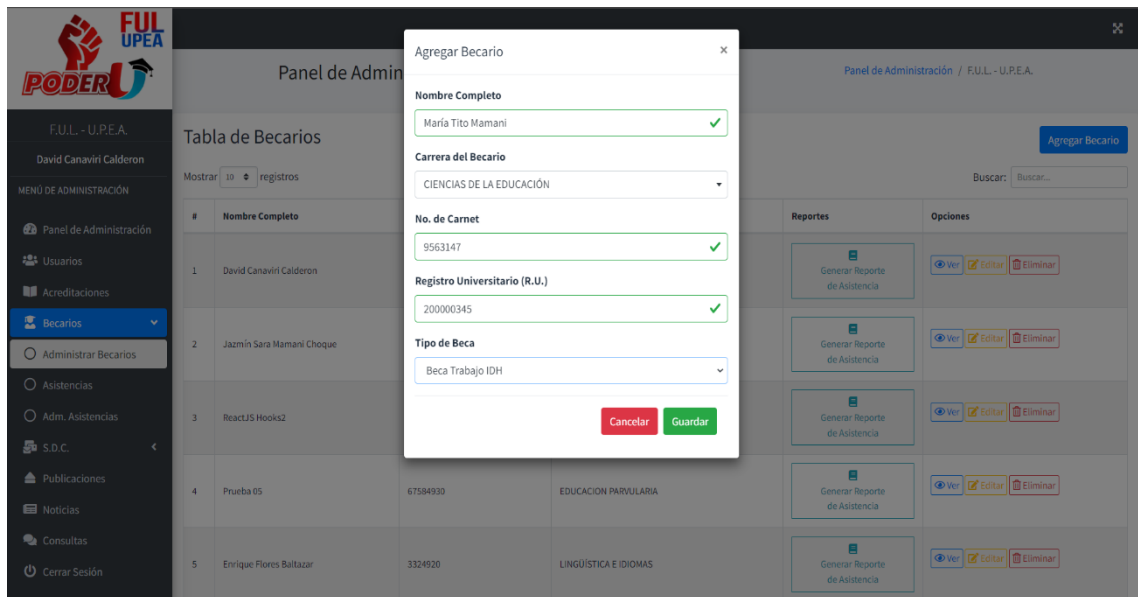 FUL
UPEA
PODER U
F.U.L. - U.P.E.A.
David Canaviri Calderon
MENÚ DE ADMINISTRACIÓN
Panel de Administración
Usuarios
Acreditaciones
Becarios
Administrar Becarios
Asistencias
Adm. Asistencias
S.D.C.
Publicaciones
Noticias
Consultas
Cerrar Sesión
Panel de Admin
Panel de Administración / F.U.L. - U.P.E.A.
Tabla de Becarios
Agregar Becario
Mostrar 10 registros
Buscar: Buscar...
# Nombre Completo Reportes Opciones
1 David Canaviri Calderon Generar Reporte de Asistencia Ver Editar Eliminar
2 Jazmín Sara Mamani Choque Generar Reporte de Asistencia Ver Editar Eliminar
3 ReactJS Hooks2 Generar Reporte de Asistencia Ver Editar Eliminar
4 Prueba 05 67584930 EDUCACION PARVULARIA Generar Reporte de Asistencia Ver Editar Eliminar
5 Enrique Flores Baltazar 3324920 LINGÜÍSTICA E IDIOMAS Generar Reporte de Asistencia Ver Editar Eliminar
Agregar Becario ×
Nombre Completo
María Tito Mamani
Carrera del Becario
CIENCIAS DE LA EDUCACIÓN
No. de Carnet
9563147
Registro Universitario (R.U.)
200000345
Tipo de Beca
Beca Trabajo IDH
Cancelar Guardar